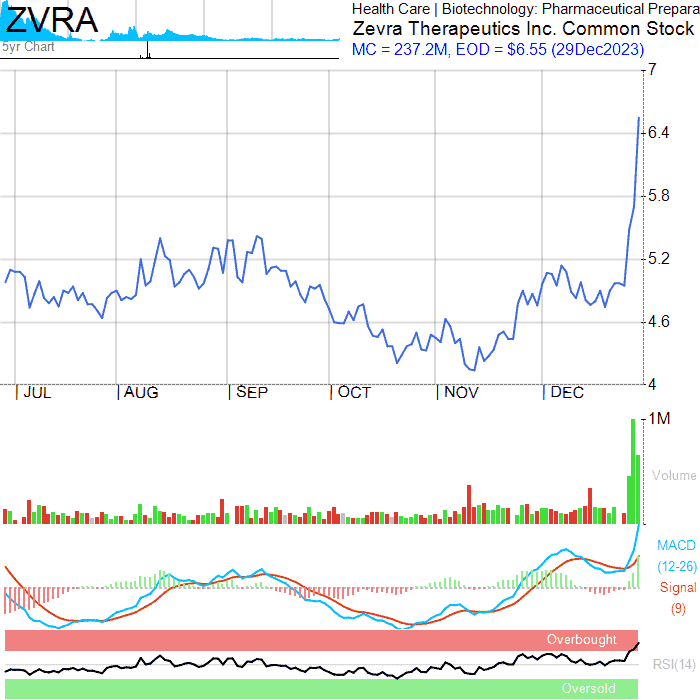 ZVRA
5yr Chart
Health Care | Biotechnology: Pharmaceutical Prepara
Zevra Therapeutics Inc. Common Stock
MC = 237.2M, EOD = $6.55 (29Dec2023)
7
6.4
5.8
5.2
4.6
4
JUL AUG SEP OCT NOV DEC
1M
Volume
MACD
(12-26)
Signal
(9)
Overbought
RSI(14)
Oversold